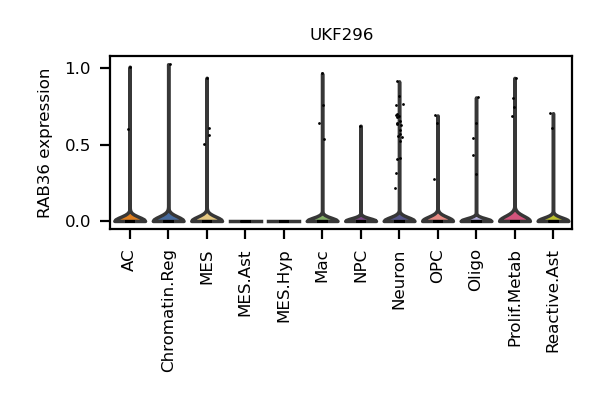 UKF296
RAB36 expression
1.0
0.5
0.0
AC
Chromatin.Reg
MES
MES.Ast
MES.Hyp
Mac
NPC
Neuron
OPC
Oligo
Prolif.Metab
Reactive.Ast